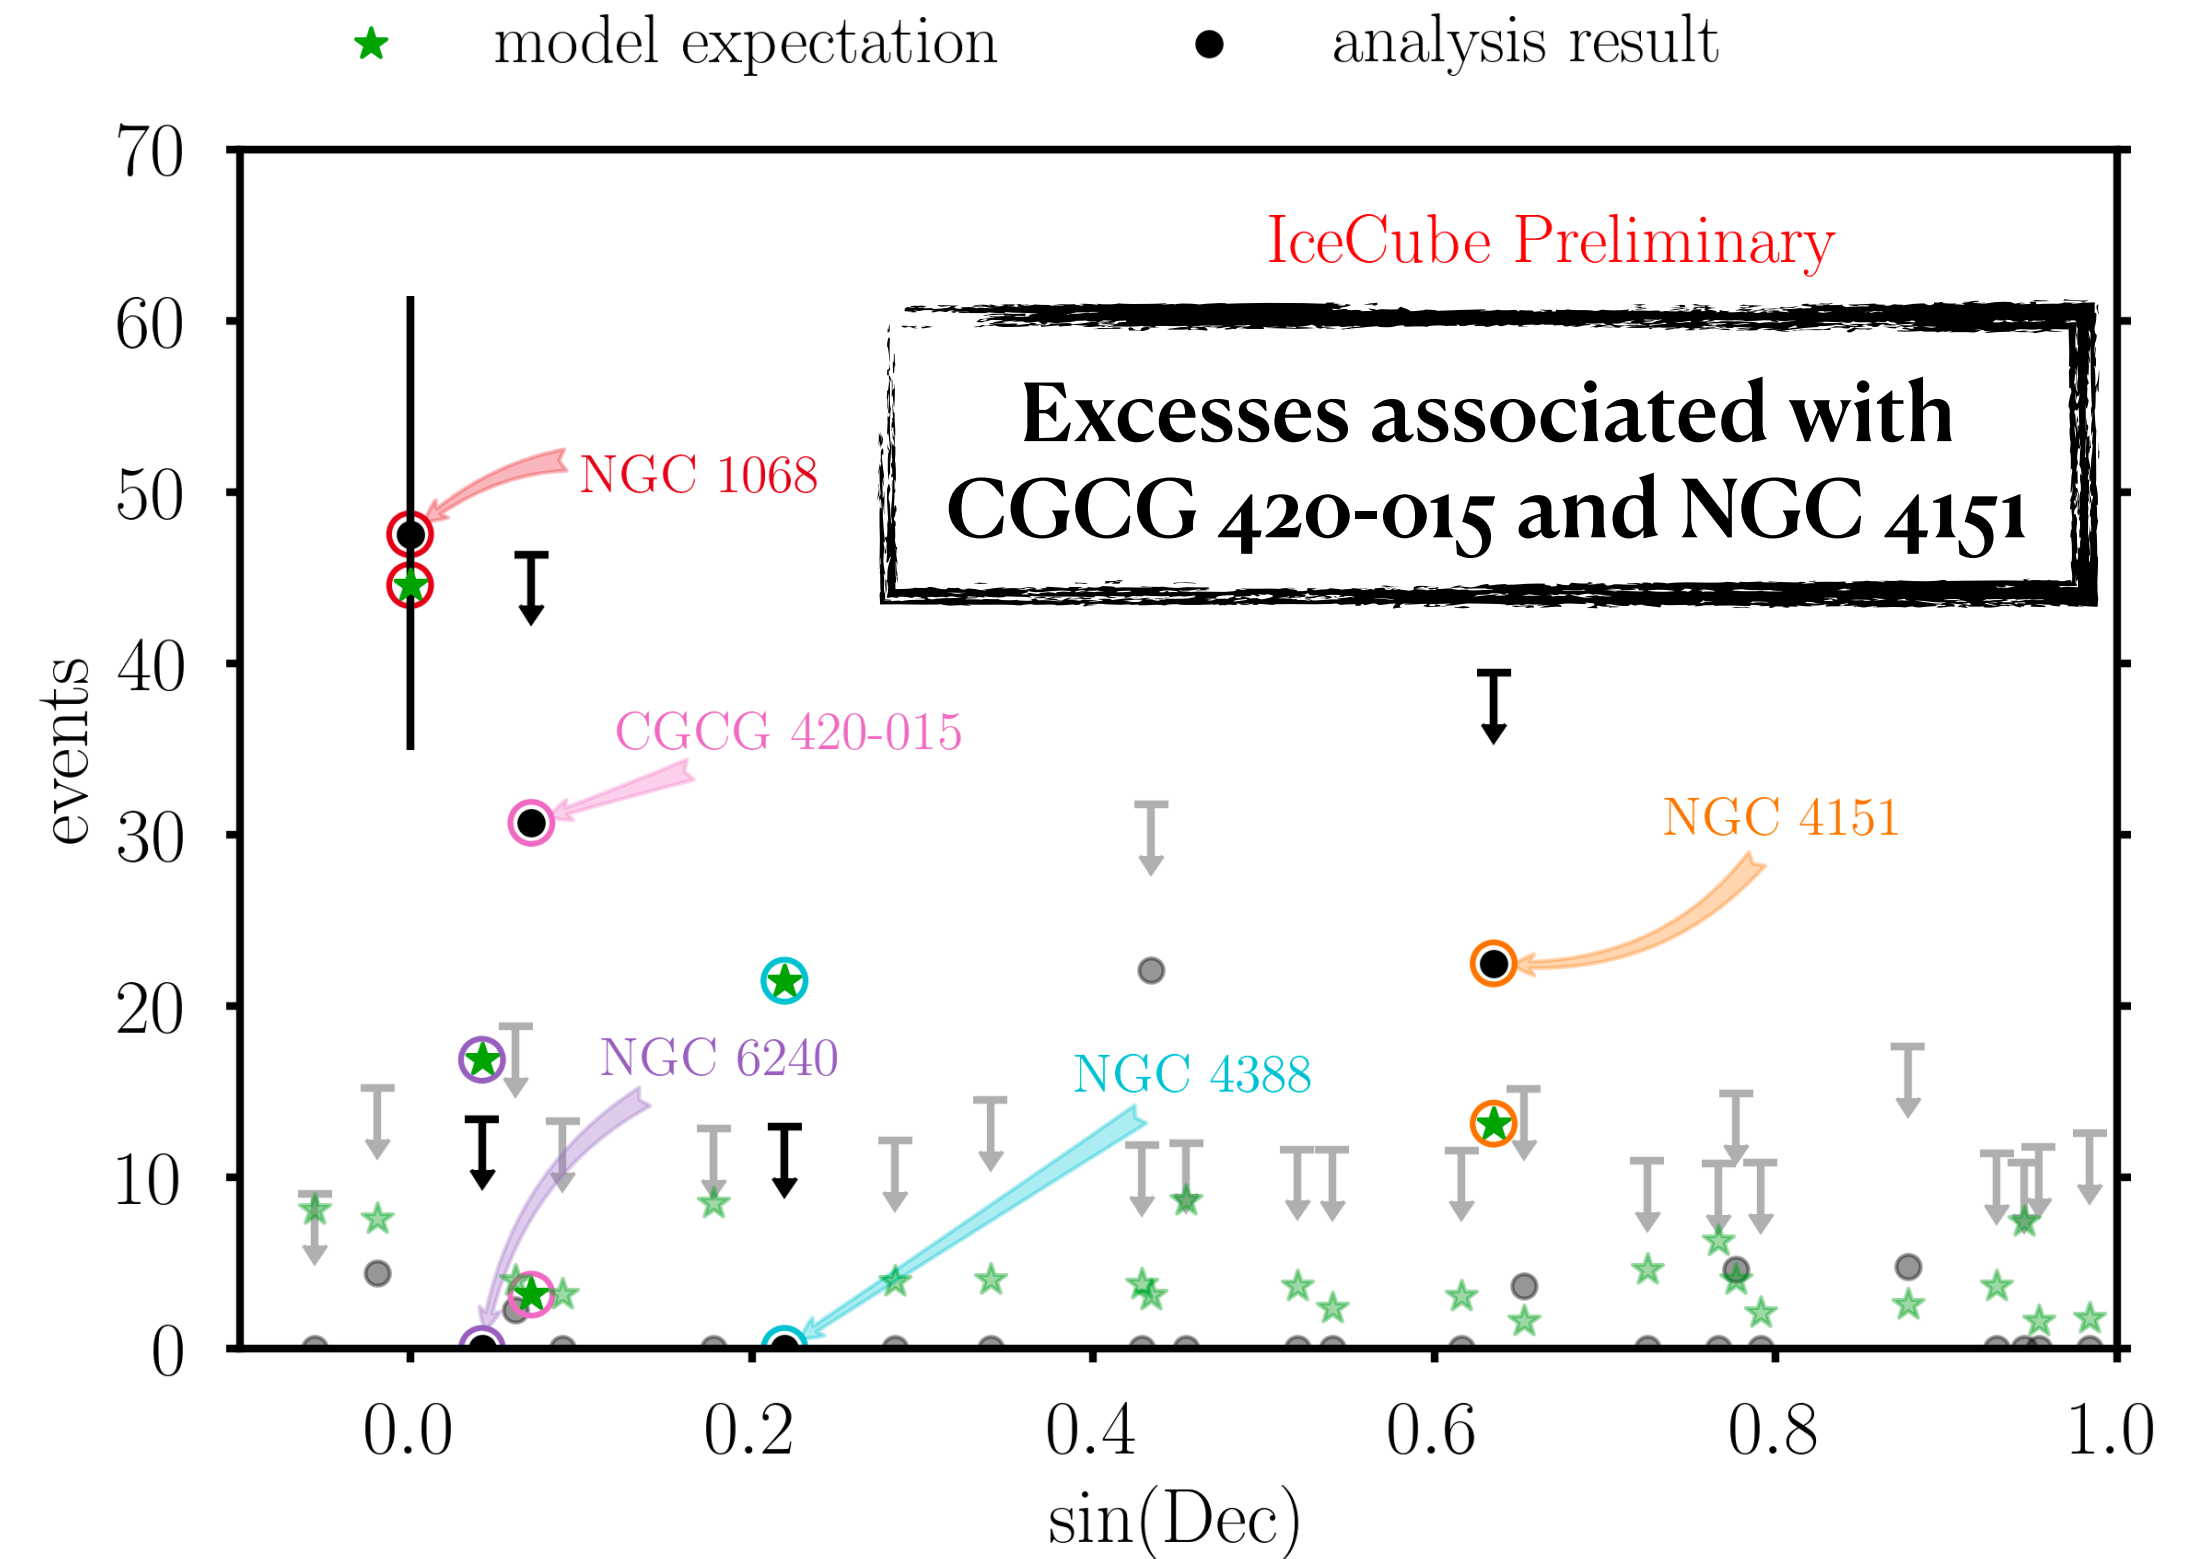 model expectation
analysis result
70
60
50
40
30
20
10
0
events
IceCube Preliminary
Excesses associated with
CGCG 420-015 and NGC 4151
NGC 1068
CGCG 420-015
NGC 4151
NGC 6240
NGC 4388
0.0
0.2
0.4
0.6
0.8
1.0
sin(Dec)